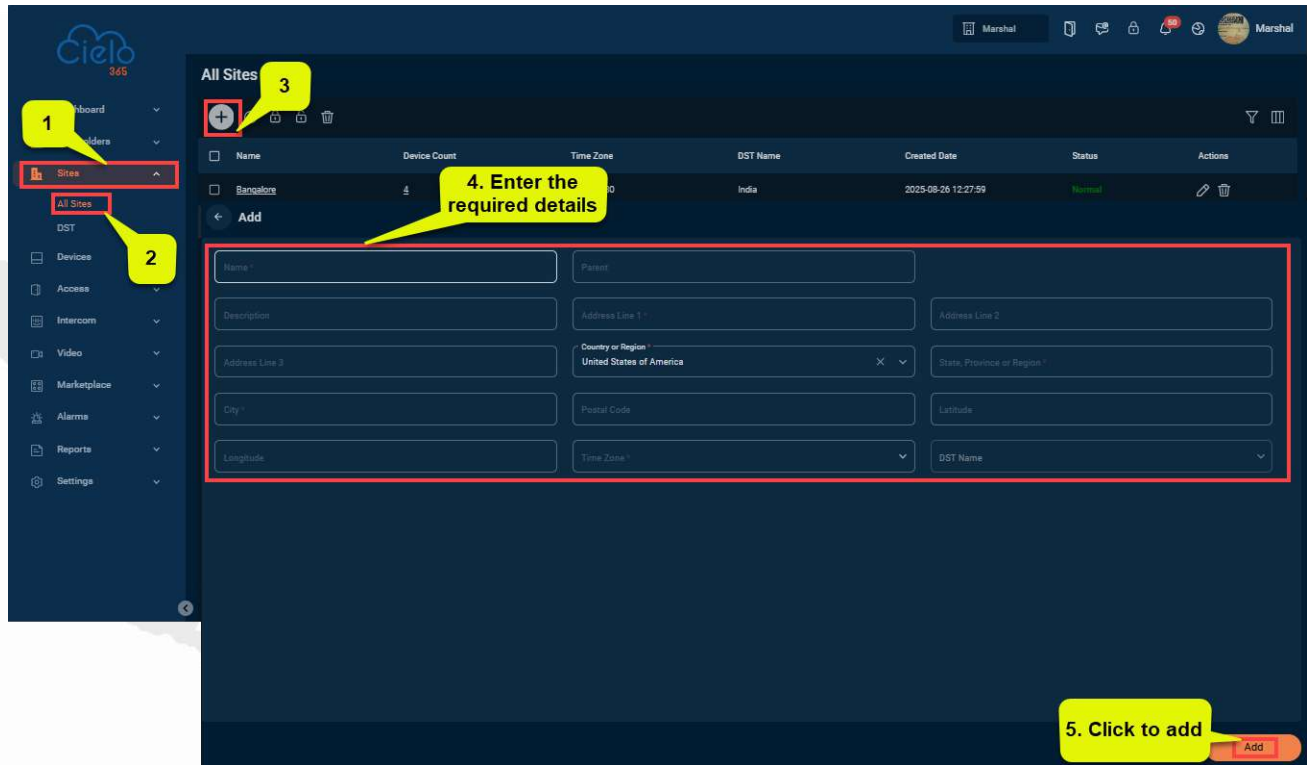 Cielo
365
Marshal
50
Marshal
All Sites
3
1
Sites
All Sites
DST
2
Devices
Access
Intercom
Video
Marketplace
Alarms
Reports
Settings
Name
Device Count
Time Zone
DST Name
Created Date
Status
Actions
Bangalore
4
India
2025-08-26 12:27:59
Normal
4. Enter the
required details
Add
Name *
Parent
Description
Address Line 1 *
Address Line 2
Address Line 3
Country or Region *
United States of America
State, Province or Region *
City *
Postal Code
Latitude
Longitude
Time Zone *
DST Name
5. Click to add
Add